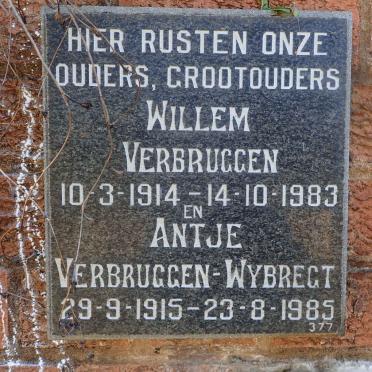 HIER RUSTEN ONZE
OUDERS, GROOTOUDERS
WILLEM
VERBRUGGEN
10-3-1914 – 14-10-1983
EN
ANTJE
VERBRUGGEN-WYBREGT
29-9-1915 – 23-8-1985
377